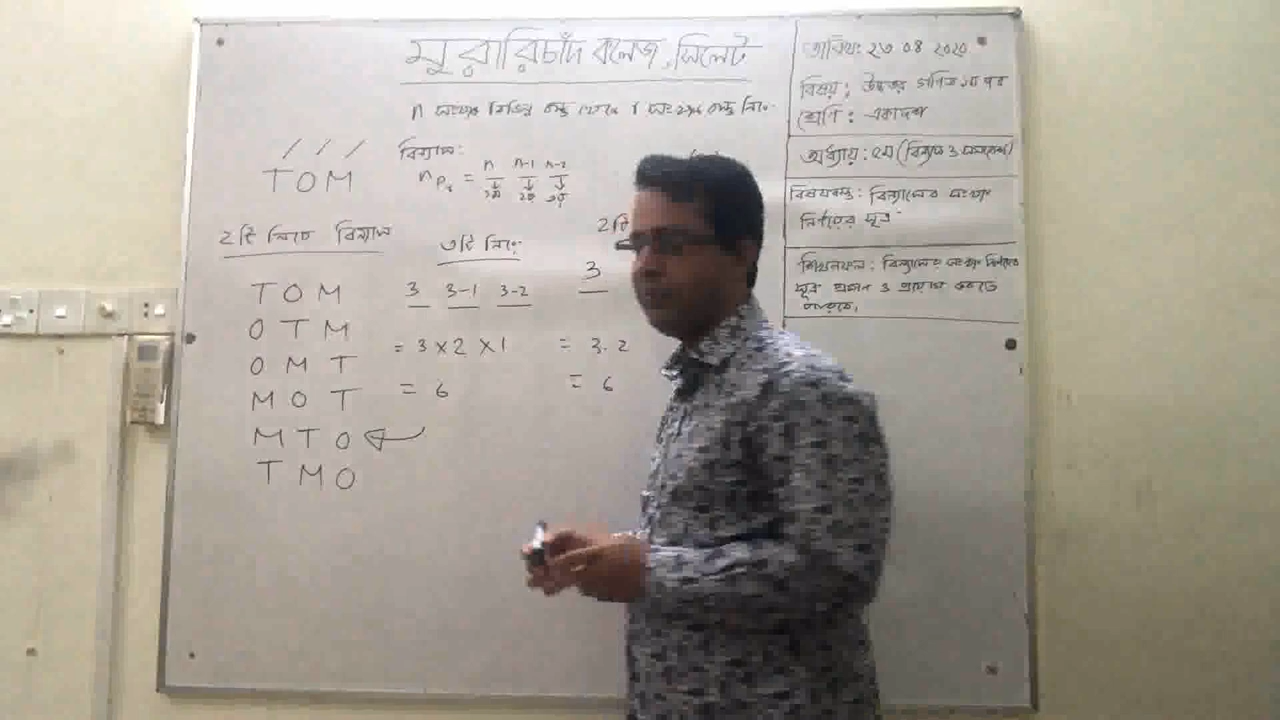 মুরারিচাঁদ কলেজ, সিলেট
n সংখ্যক বিভিন্ন বস্তু থেকে r সংখ্যক বস্তু নিয়ে
বিন্যাস:
nPr = n n-1 n-2
১ম ২য় ৩য়
TOM
২টি নিয়ে বিন্যাস
TOM
OTM
OMT
MOT
MTO
TMO
৩টি নিয়ে
3 3-1 3-2
= 3 × 2 × 1
= 6
2টি
3
= 3. 2
= 6
তারিখ: ২৩ ০৪ ২০২০
বিষয়: উচ্চতর গণিত ১ম পত্র
শ্রেণি: একাদশ
অধ্যায়: ৫ম (বিন্যাস ও সমাবেশ)
বিষয়বস্তু: বিন্যাসের সংখ্যা
নির্ণয়ের সূত্র
শিখনফল: বিন্যাসের সংখ্যা নির্ণয়ের
সূত্র প্রমাণ ও প্রয়োগ করতে
পারবে।